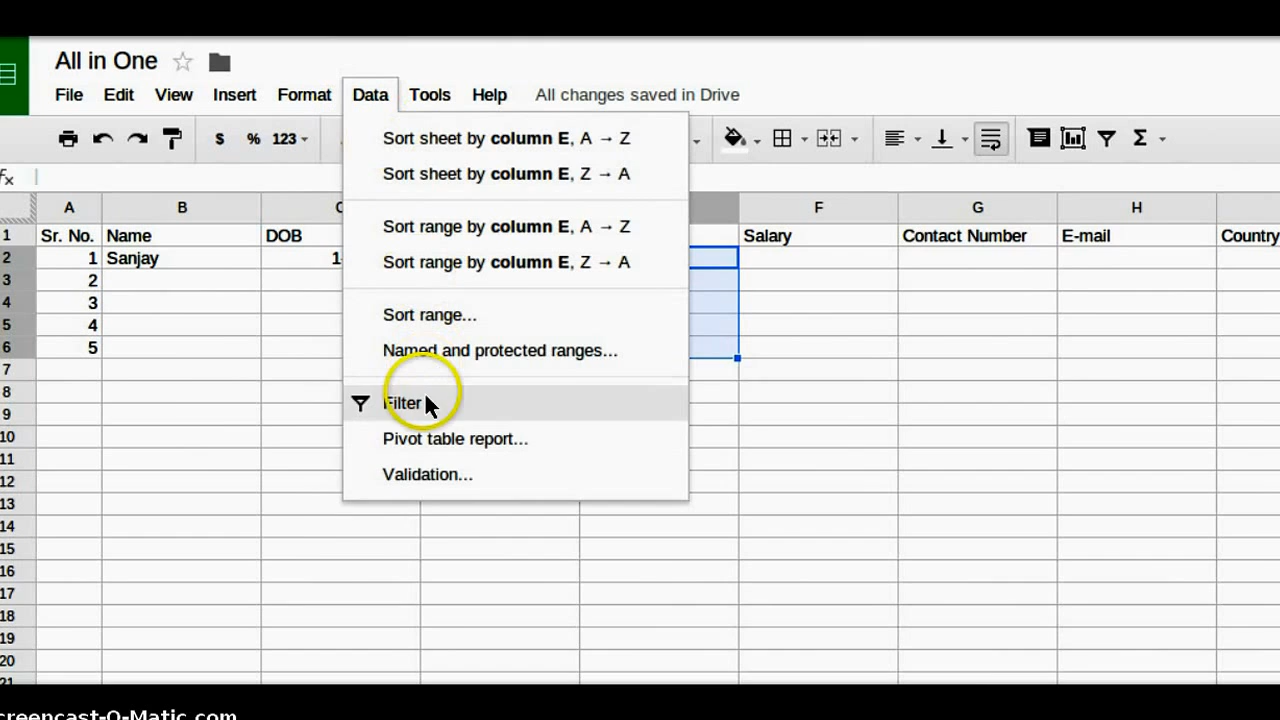 All in One
File Edit View Insert Format Data Tools Help All changes saved in Drive
$ % 123 Σ
fx
Sort sheet by column E, A → Z
Sort sheet by column E, Z → A
Sort range by column E, A → Z
Sort range by column E, Z → A
Sort range...
Named and protected ranges...
Filter
Pivot table report...
Validation...
A B F G H
1 Sr. No. Name DOB Salary Contact Number E-mail Country
2 1 Sanjay 1
3 2
4 3
5 4
6 5
7
8
9
10
11
12
13
14
15
16
17
18
19
20
21
creencast-O-Matic.com